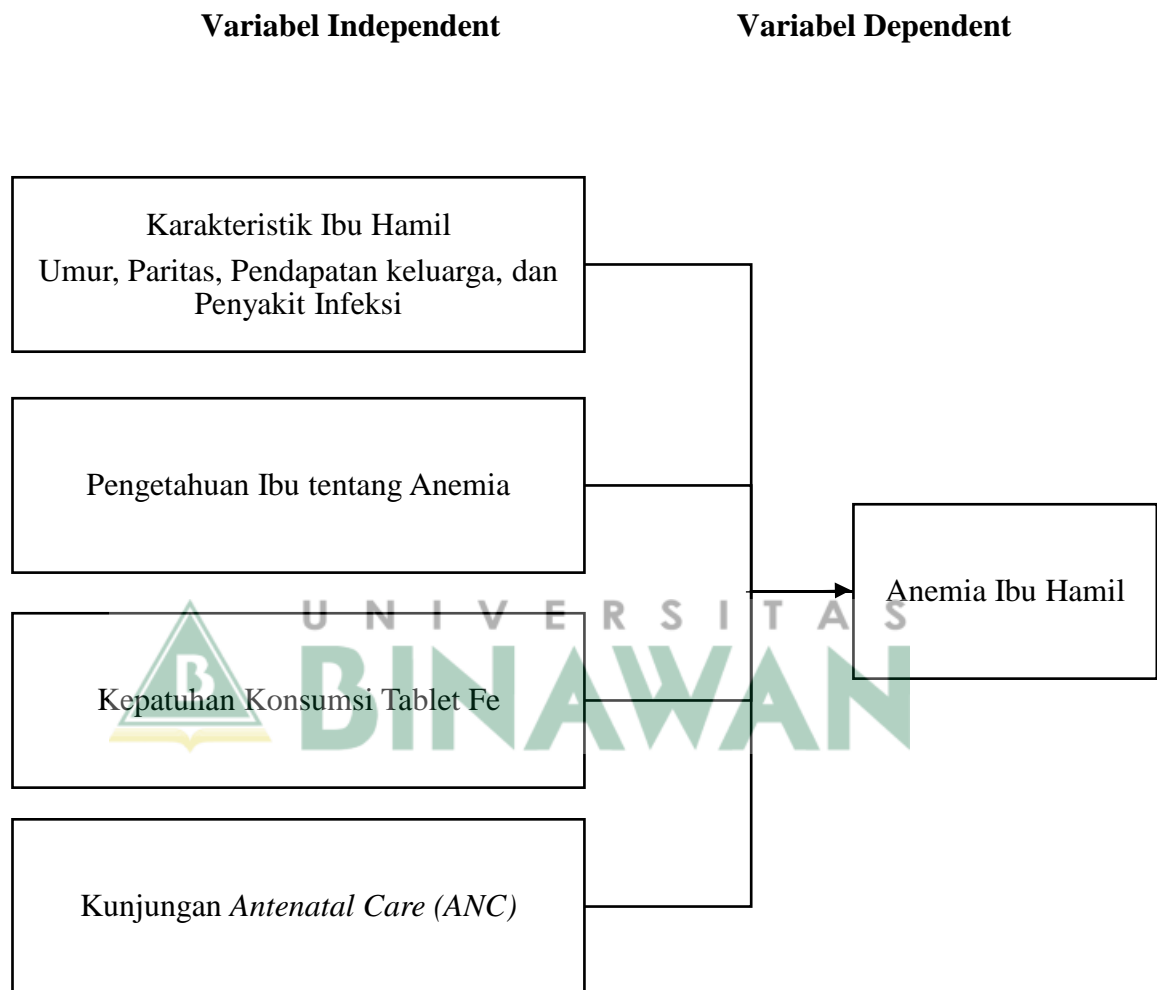 Variabel Independent
Variabel Dependent
Karakteristik Ibu Hamil
Umur, Paritas, Pendapatan keluarga, dan
Penyakit Infeksi
Pengetahuan Ibu tentang Anemia
Anemia Ibu Hamil
UNIVERSITAS
BINAWAN
B
Kepatuhan Konsumsi Tablet Fe
Kunjungan Antenatal Care (ANC)